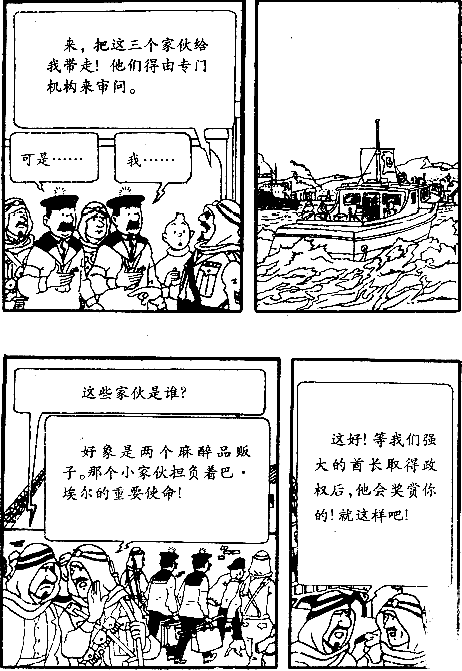 来，把这三个家伙给
我带走！他们得由专门
机构来审问。
可是……
我……
这些家伙是谁？
好象是两个麻醉品贩
子。那个小家伙担负着巴·
埃尔的重要使命！
这好！等我们强
大的酋长取得政
权后，他会奖赏你
的！就这样吧！